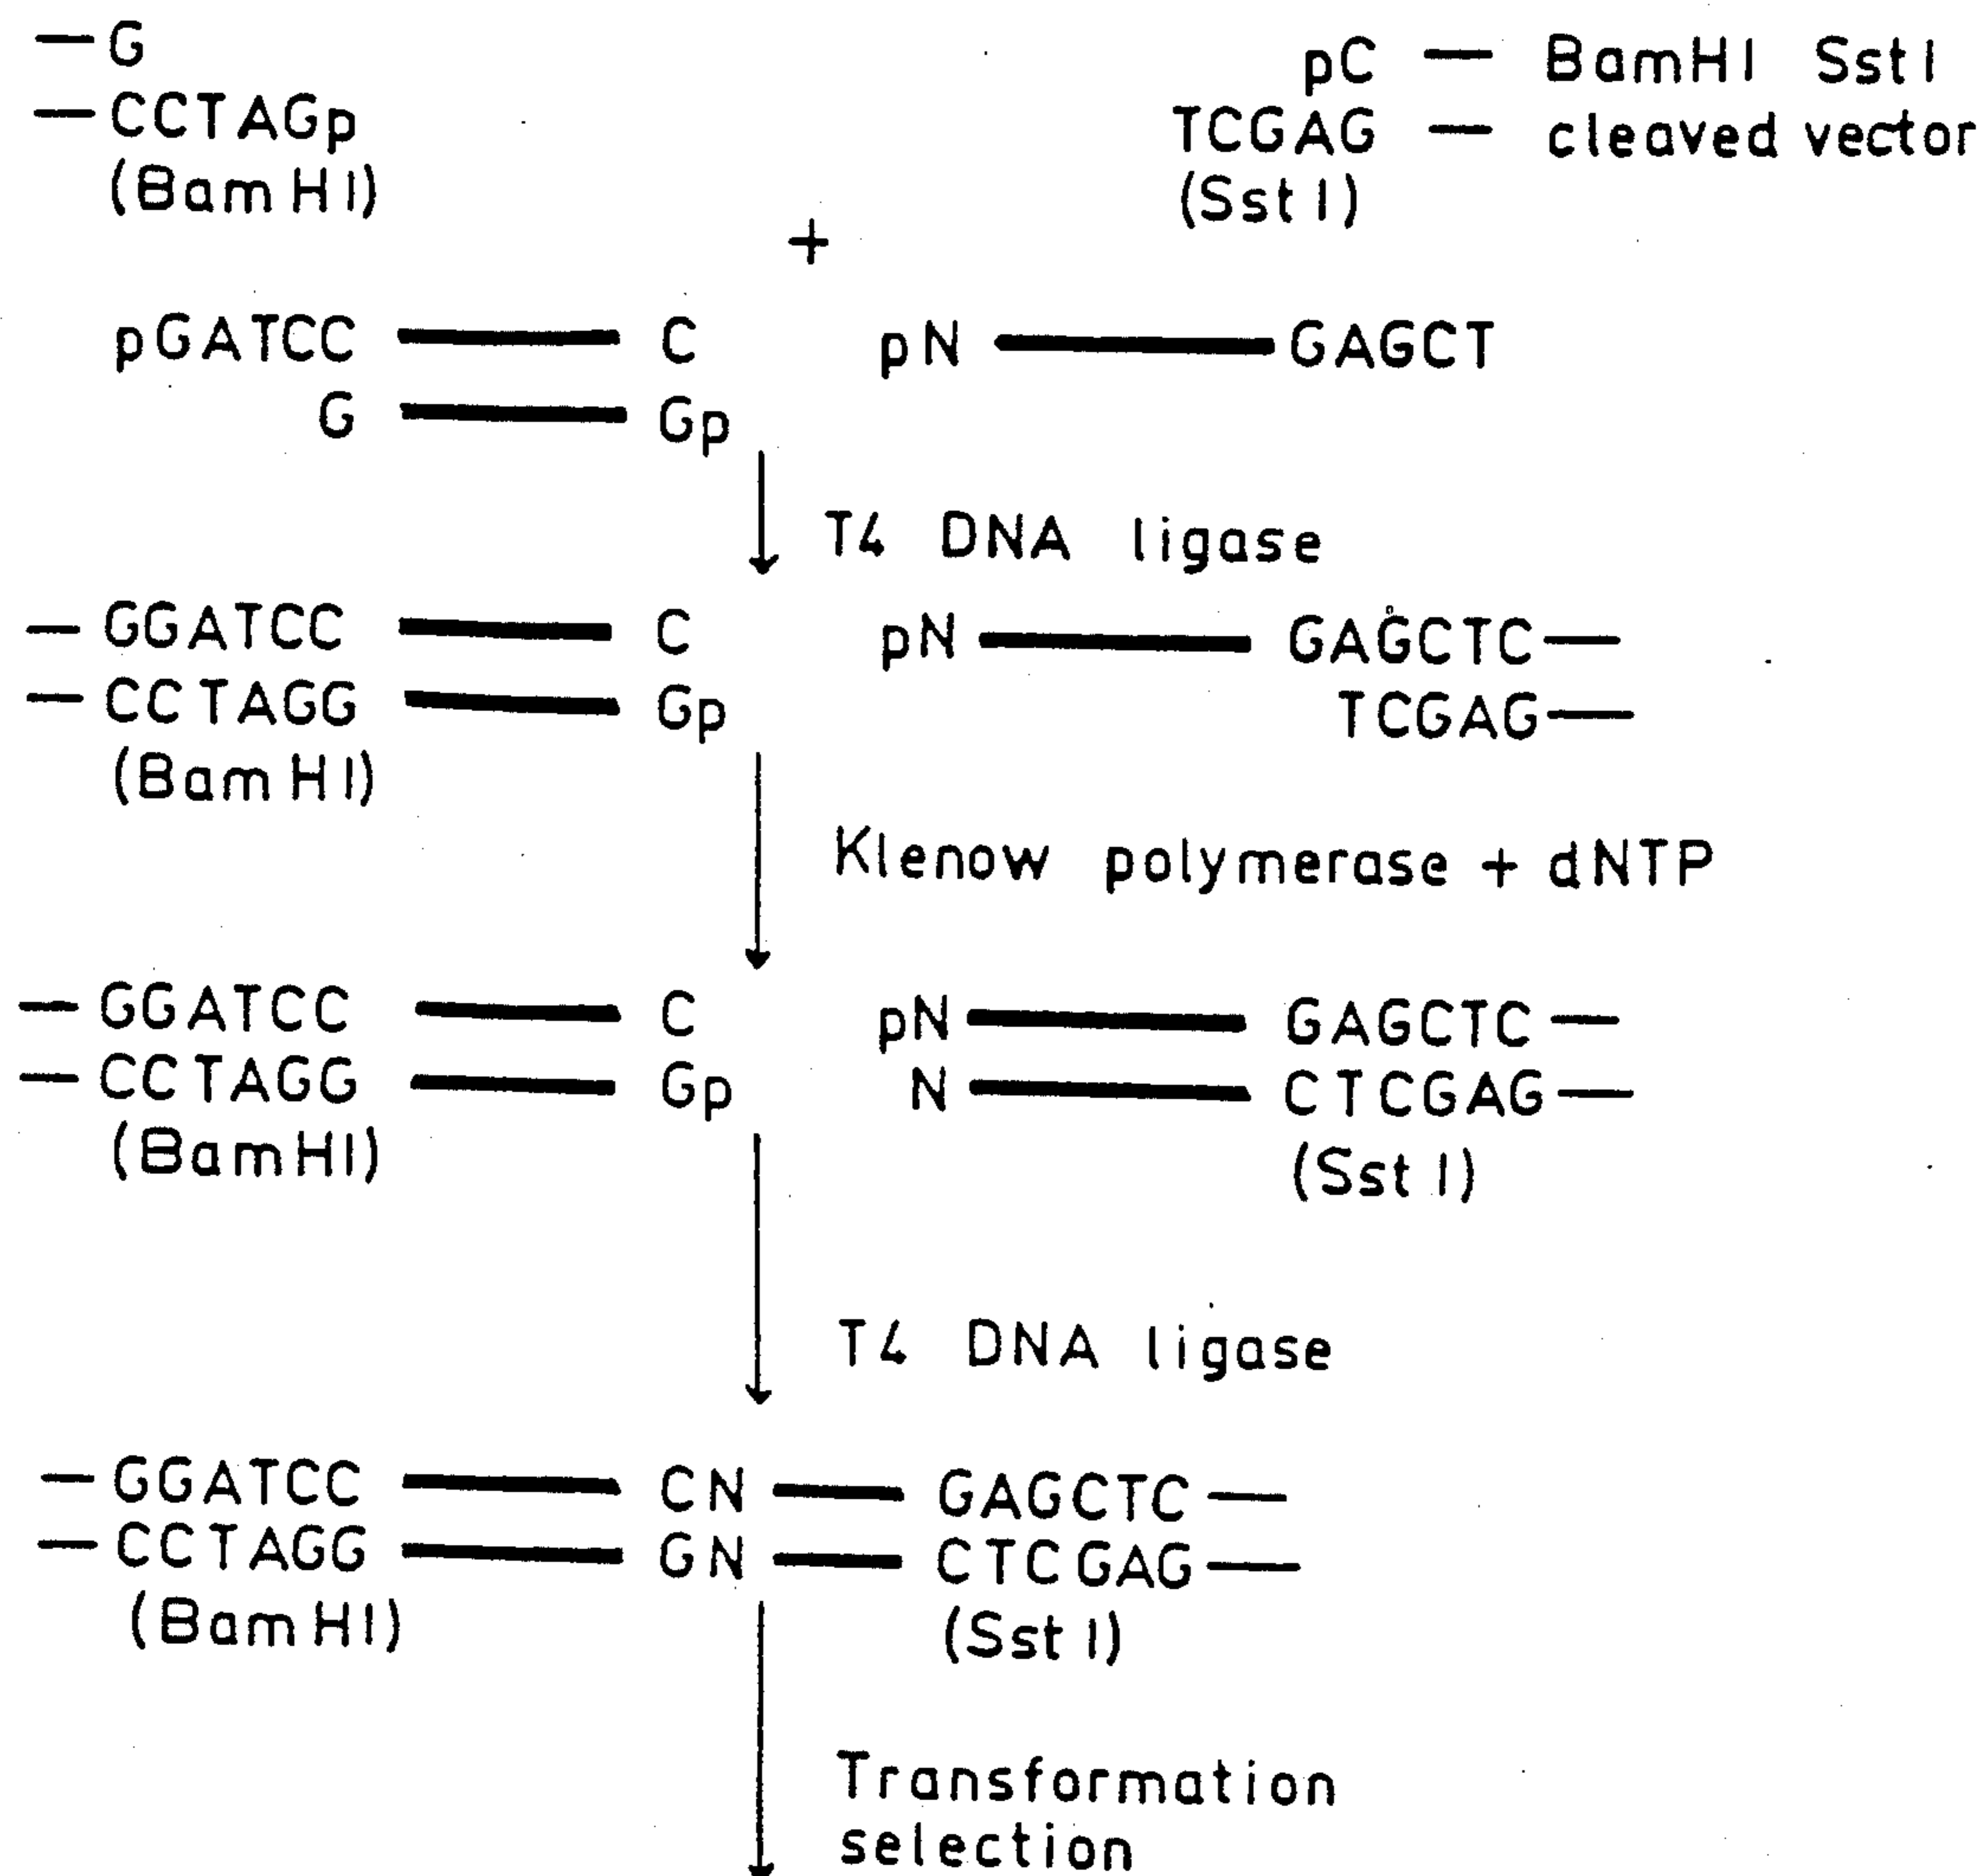 — G pC — BamHI SstI
— CCTAGp TCGAG — cleaved vector
(BamHI) (SstI)
+
pGATCC C pN GAGCT
G Gp
T4 DNA ligase
— GGATCC C pN GAGCTC —
— CCTAGG Gp TCGAG —
(BamHI)
Klenow polymerase + dNTP
— GGATCC C pN GAGCTC —
— CCTAGG Gp N CTCGAG —
(BamHI) (SstI)
T4 DNA ligase
— GGATCC CN GAGCTC —
— CCTAGG GN CTCGAG —
(BamHI) (SstI)
Transformation
selection